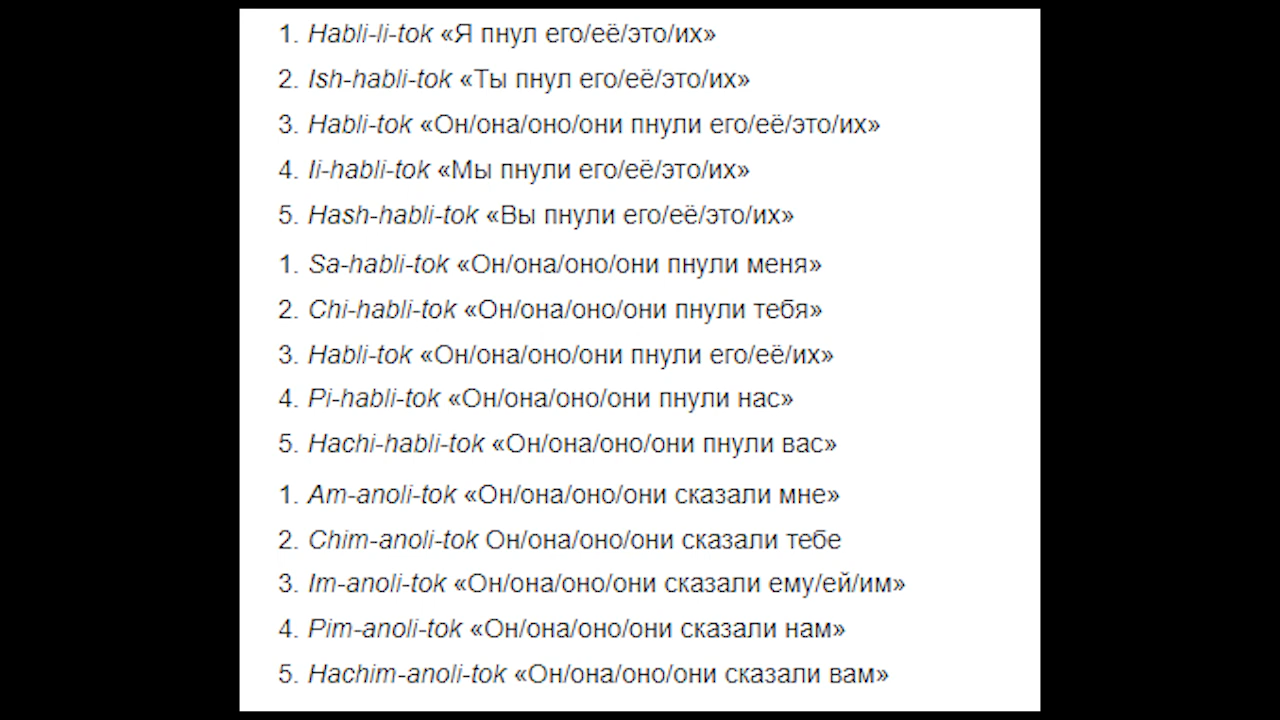 1. Habli-li-tok «Я пнул его/её/это/их»
2. Ish-habli-tok «Ты пнул его/её/это/их»
3. Habli-tok «Он/она/оно/они пнули его/её/это/их»
4. Ii-habli-tok «Мы пнули его/её/это/их»
5. Hash-habli-tok «Вы пнули его/её/это/их»
1. Sa-habli-tok «Он/она/оно/они пнули меня»
2. Chi-habli-tok «Он/она/оно/они пнули тебя»
3. Habli-tok «Он/она/оно/они пнули его/её/их»
4. Pi-habli-tok «Он/она/оно/они пнули нас»
5. Hachi-habli-tok «Он/она/оно/они пнули вас»
1. Am-anoli-tok «Он/она/оно/они сказали мне»
2. Chim-anoli-tok Он/она/оно/они сказали тебе
3. Im-anoli-tok «Он/она/оно/они сказали ему/ей/им»
4. Pim-anoli-tok «Он/она/оно/они сказали нам»
5. Hachim-anoli-tok «Он/она/оно/они сказали вам»